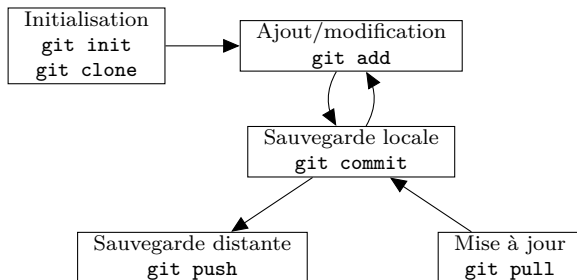 Initialisation
git init
git clone
Ajout/modification
git add
Sauvegarde locale
git commit
Sauvegarde distante
git push
Mise à jour
git pull